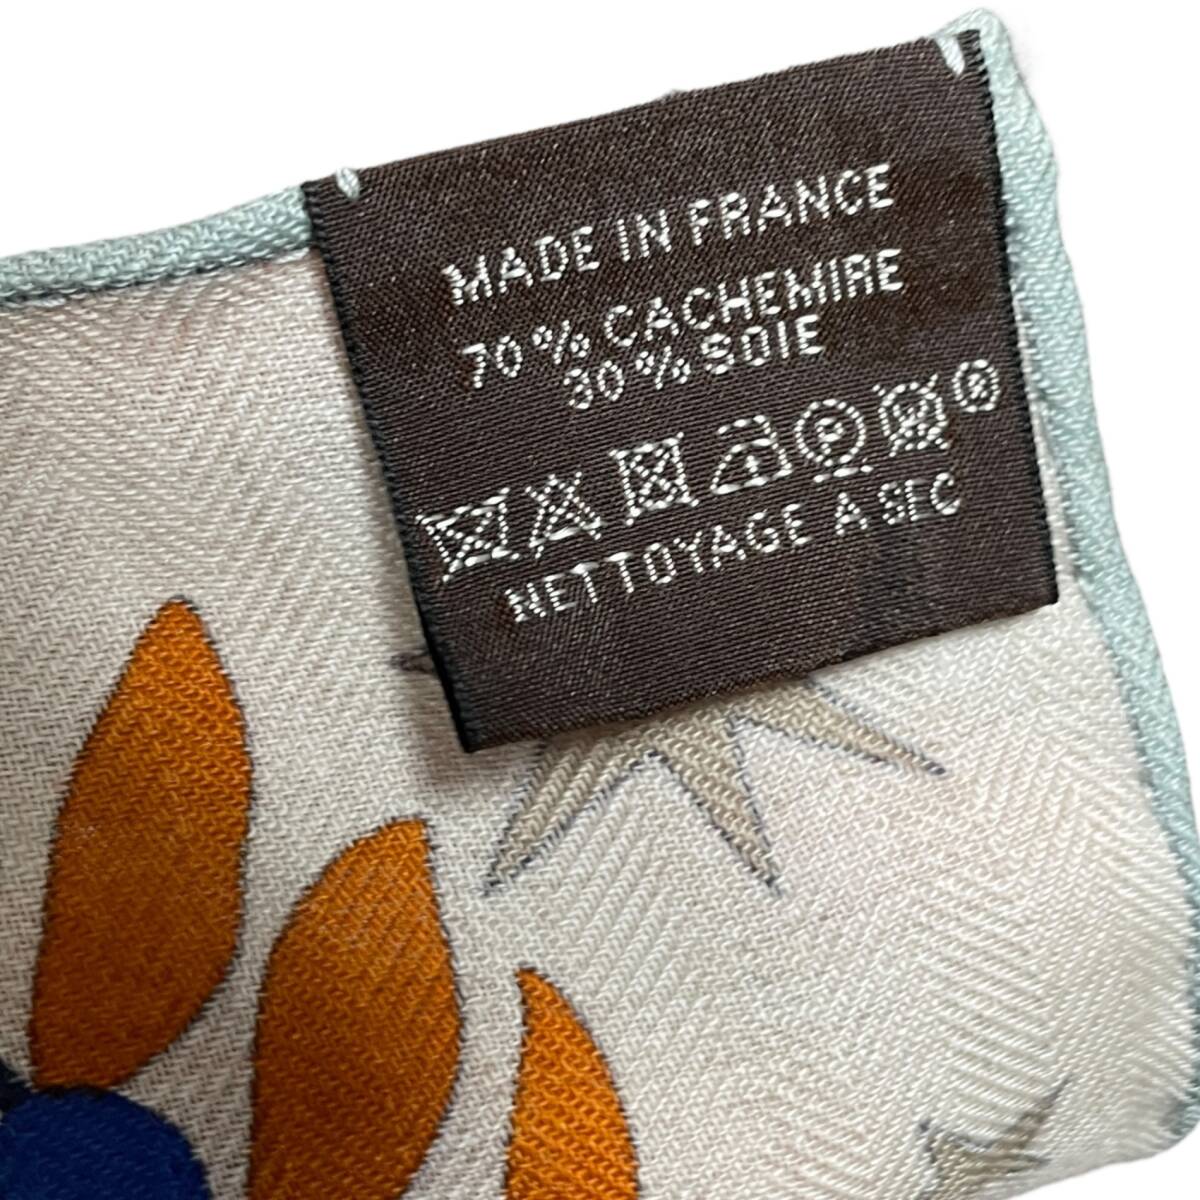 MADE IN FRANCE
70 % CACHEMIRE
30 % SOIE
P ®
NETTOYAGE A SEC